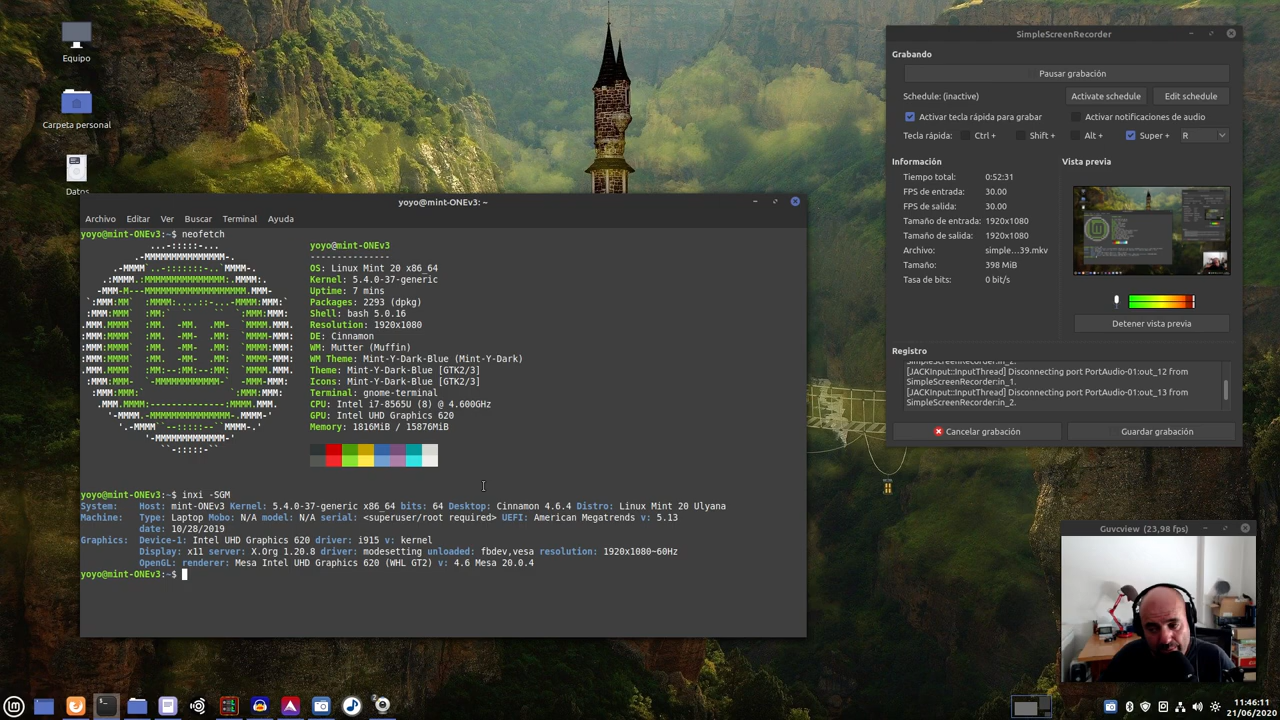 Equipo
Carpeta personal
Datos
yoyo@mint-ONEv3: ~
Archivo Editar Ver Buscar Terminal Ayuda
yoyo@mint-ONEv3:~$ neofetch
yoyo@mint-ONEv3
---------------
OS: Linux Mint 20 x86_64
Kernel: 5.4.0-37-generic
Uptime: 7 mins
Packages: 2293 (dpkg)
Shell: bash 5.0.16
Resolution: 1920x1080
DE: Cinnamon
WM: Mutter (Muffin)
WM Theme: Mint-Y-Dark-Blue (Mint-Y-Dark)
Theme: Mint-Y-Dark-Blue [GTK2/3]
Icons: Mint-Y-Dark-Blue [GTK2/3]
Terminal: gnome-terminal
CPU: Intel i7-8565U (8) @ 4.600GHz
GPU: Intel UHD Graphics 620
Memory: 1816MiB / 15876MiB
yoyo@mint-ONEv3:~$ inxi -SGM
System: Host: mint-ONEv3 Kernel: 5.4.0-37-generic x86_64 bits: 64 Desktop: Cinnamon 4.6.4 Distro: Linux Mint 20 Ulyana
Machine: Type: Laptop Mobo: N/A model: N/A serial: <superuser/root required> UEFI: American Megatrends v: 5.13
date: 10/28/2019
Graphics: Device-1: Intel UHD Graphics 620 driver: i915 v: kernel
Display: x11 server: X.Org 1.20.8 driver: modesetting unloaded: fbdev,vesa resolution: 1920x1080~60Hz
OpenGL: renderer: Mesa Intel UHD Graphics 620 (WHL GT2) v: 4.6 Mesa 20.0.4
yoyo@mint-ONEv3:~$
SimpleScreenRecorder
Grabando
Pausar grabación
Schedule: (inactive) Activate schedule Edit schedule
Activar tecla rápida para grabar Activar notificaciones de audio
Tecla rápida: Ctrl + Shift + Alt + Super + R
Información
Tiempo total: 0:52:31
FPS de entrada: 30.00
FPS de salida: 30.00
Tamaño de entrada: 1920x1080
Tamaño de salida: 1920x1080
Archivo: simple...39.mkv
Tamaño: 398 MiB
Tasa de bits: 0 bit/s
Vista previa
Detener vista previa
Registro
SimpleScreenRecorder:in_2.
[JACKInput::InputThread] Disconnecting port PortAudio-01:out_12 from
SimpleScreenRecorder:in_1.
[JACKInput::InputThread] Disconnecting port PortAudio-01:out_13 from
SimpleScreenRecorder:in_2.
Cancelar grabación Guardar grabación
Guvcview (23,98 fps)
2
11:46:11
21/06/2020